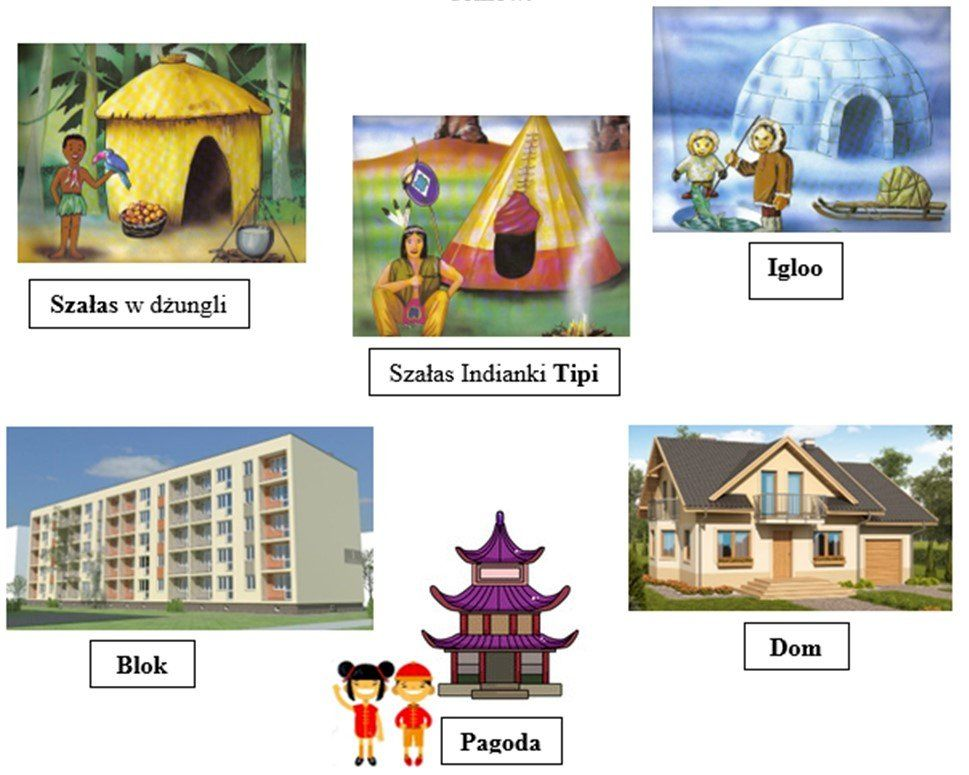 Szałas w dżungli
Szałas Indianki Tipi
Igloo
Blok
Pagoda
Dom